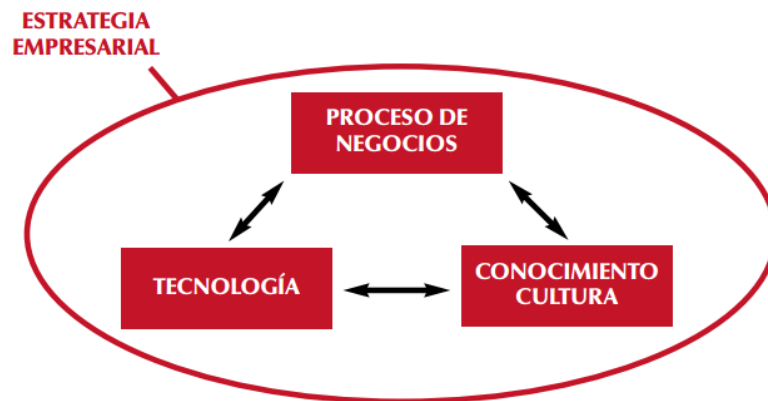 ESTRATEGIA
EMPRESARIAL
PROCESO DE
NEGOCIOS
TECNOLOGÍA
CONOCIMIENTO
CULTURA